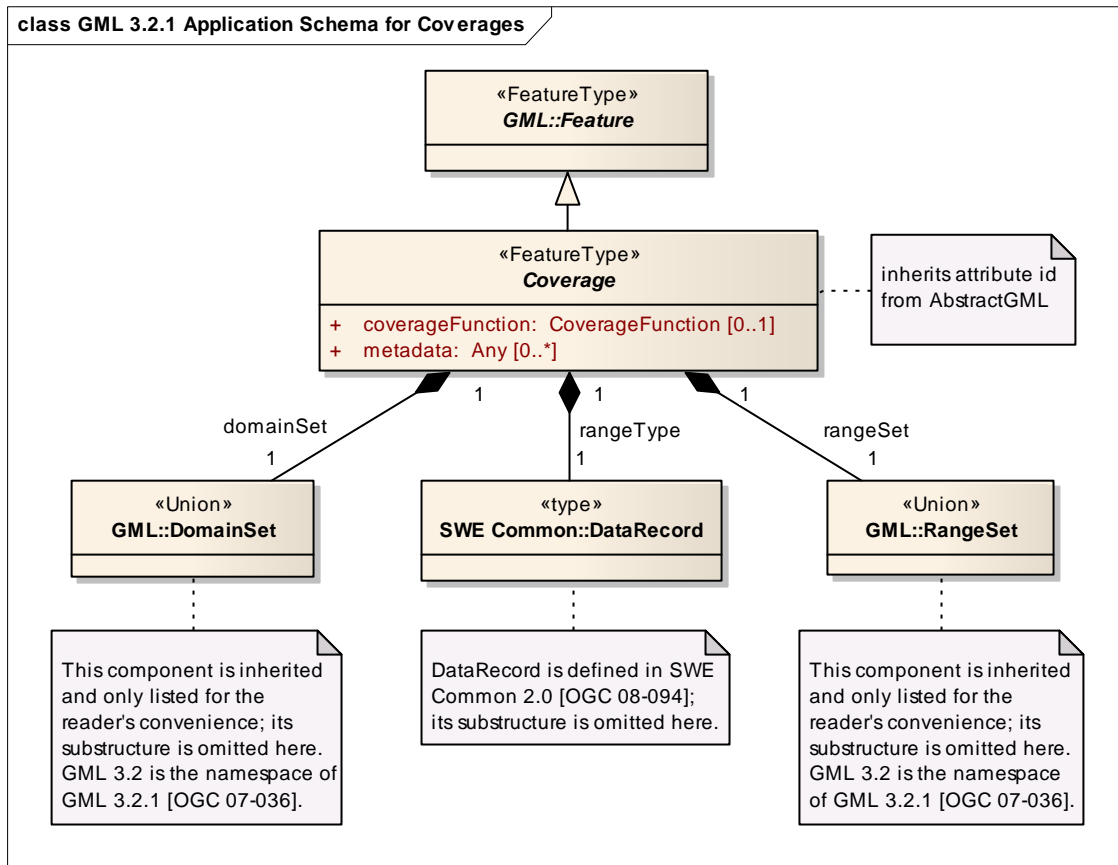 class GML 3.2.1 Application Schema for Coverages
«FeatureType»
GML::Feature
«FeatureType»
Coverage
+ coverageFunction: CoverageFunction [0..1]
+ metadata: Any [0..*]
inherits attribute id
from AbstractGML
1
1
1
domainSet
rangeType
rangeSet
1
1
1
«Union»
GML::DomainSet
«type»
SWE Common::DataRecord
«Union»
GML::RangeSet
This component is inherited
and only listed for the
reader's convenience; its
substructure is omitted here.
GML 3.2 is the namespace of
GML 3.2.1 [OGC 07-036].
DataRecord is defined in SWE
Common 2.0 [OGC 08-094];
its substructure is omitted here.
This component is inherited
and only listed for the
reader's convenience; its
substructure is omitted here.
GML 3.2 is the namespace
of GML 3.2.1 [OGC 07-036].